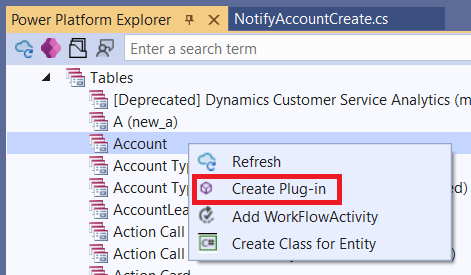 Power Platform Explorer
NotifyAccountCreate.cs
Enter a search term
Tables
[Deprecated] Dynamics Customer Service Analytics (m
A (new_a)
Account
Account Typ
Refresh
Account Typ
Create Plug-in
AccountLea
Add WorkFlowActivity
Action Call
Action Call
Create Class for Entity
C#
Action Card